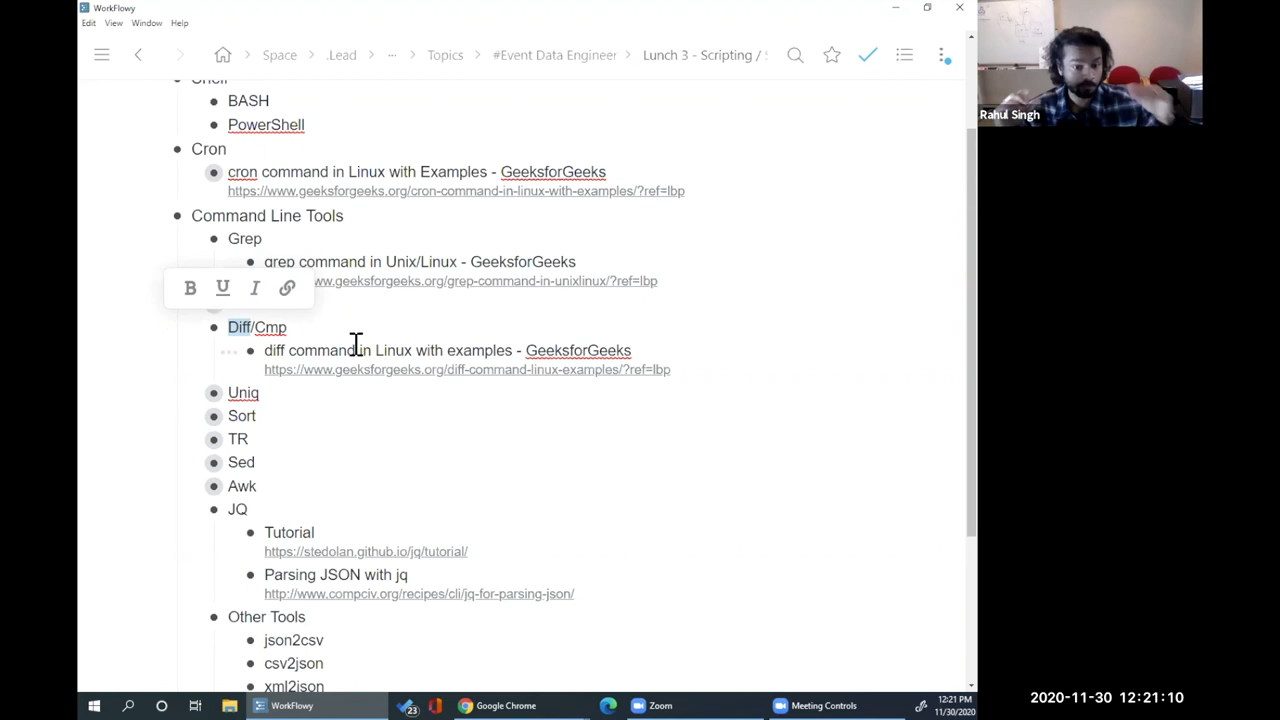 WorkFlowy
Edit View Window Help
Space > .Lead > ... > Topics > #Event Data Engineer > Lunch 3 - Scripting /
Shell
BASH
PowerShell
Cron
cron command in Linux with Examples - GeeksforGeeks
https://www.geeksforgeeks.org/cron-command-in-linux-with-examples/?ref=lbp
Command Line Tools
Grep
grep command in Unix/Linux - GeeksforGeeks
ww.geeksforgeeks.org/grep-command-in-unixlinux/?ref=lbp
B U I
Diff/Cmp
diff command in Linux with examples - GeeksforGeeks
https://www.geeksforgeeks.org/diff-command-linux-examples/?ref=lbp
Uniq
Sort
TR
Sed
Awk
JQ
Tutorial
https://stedolan.github.io/jq/tutorial/
Parsing JSON with jq
http://www.compciv.org/recipes/cli/jq-for-parsing-json/
Other Tools
json2csv
csv2json
xml2json
Rahul Singh
23
WorkFlowy
Google Chrome
Zoom
Meeting Controls
12:21 PM
11/30/2020
2020-11-30 12:21:10